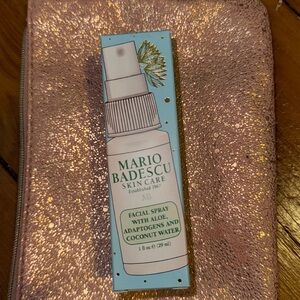 MARIO
BADESCU
SKIN CARE
Established 1967
MB
FACIAL SPRAY
WITH ALOE,
ADAPTOGENS AND
COCONUT WATER
1 fl oz ℮ (29 ml)